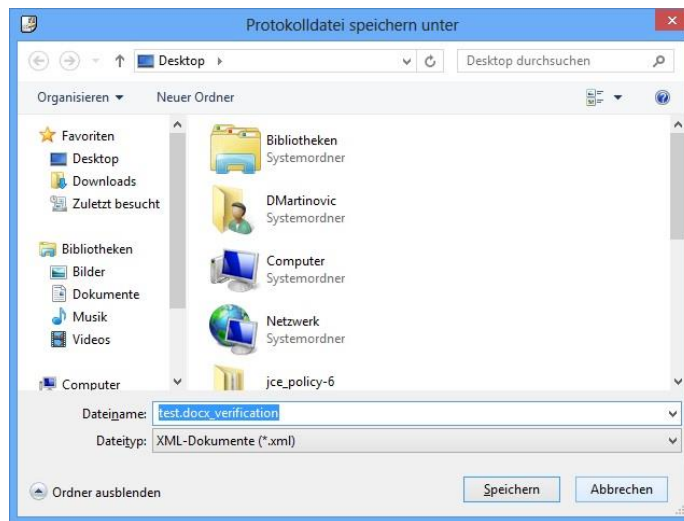 Protokolldatei speichern unter
Desktop
Desktop durchsuchen
Organisieren
Neuer Ordner
Favoriten
Desktop
Downloads
Zuletzt besucht
Bibliotheken
Bilder
Dokumente
Musik
Videos
Computer
Bibliotheken
Systemordner
DMartinovic
Systemordner
Computer
Systemordner
Netzwerk
Systemordner
jce_policy-6
Dateiname: test.docx_verification
Dateityp: XML-Dokumente (*.xml)
Ordner ausblenden
Speichern
Abbrechen